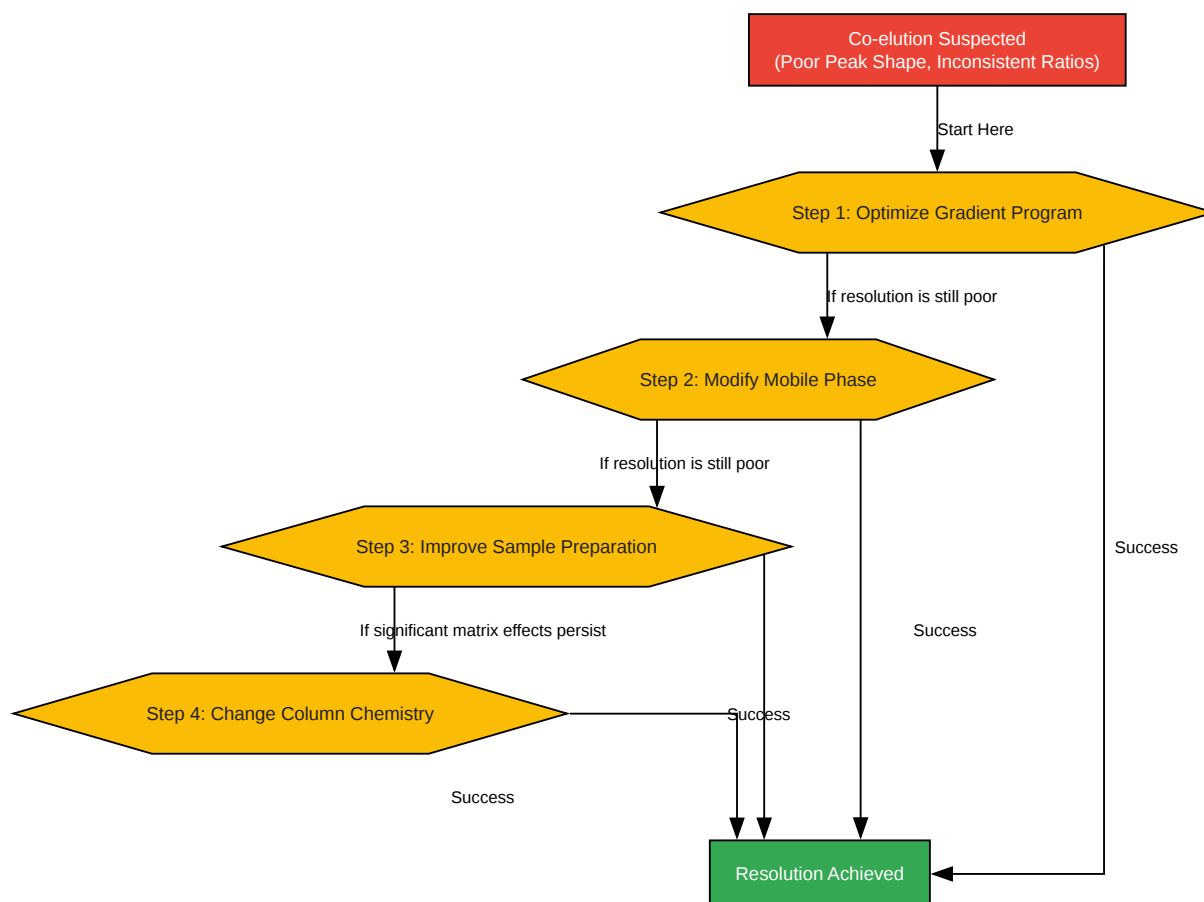 Co-elution Suspected
(Poor Peak Shape, Inconsistent Ratios)
Start Here
Step 1: Optimize Gradient Program
If resolution is still poor
Step 2: Modify Mobile Phase
If resolution is still poor
Step 3: Improve Sample Preparation
Success
If significant matrix effects persist
Success
Step 4: Change Column Chemistry
Success
Success
Resolution Achieved